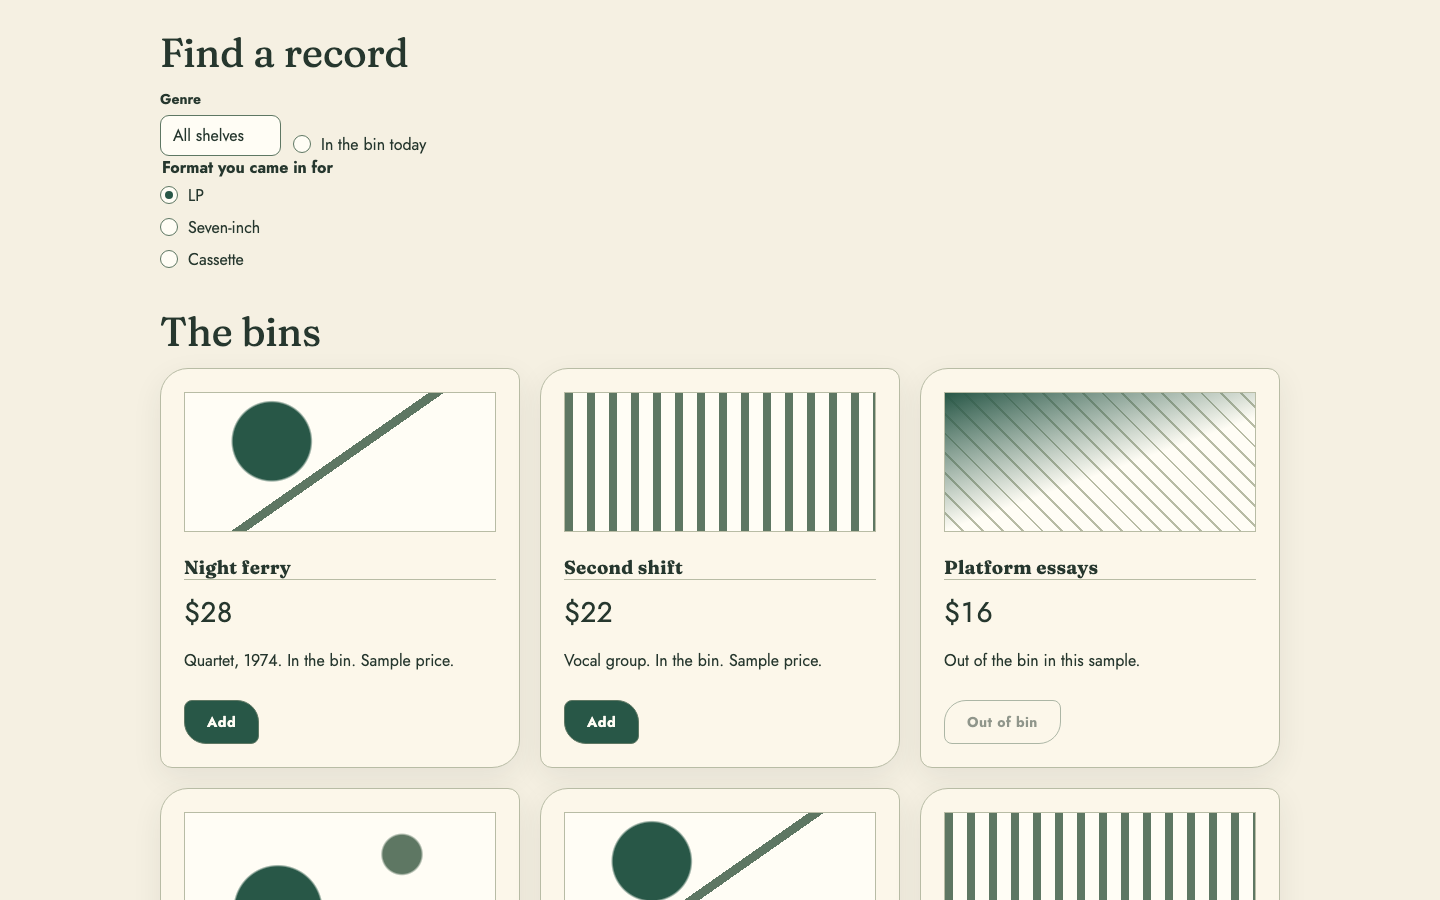 Find a record
Genre
All shelves
In the bin today
Format you came in for
LP
Seven-inch
Cassette
The bins
Night ferry
$28
Quartet, 1974. In the bin. Sample price.
Add
Second shift
$22
Vocal group. In the bin. Sample price.
Add
Platform essays
$16
Out of the bin in this sample.
Out of bin